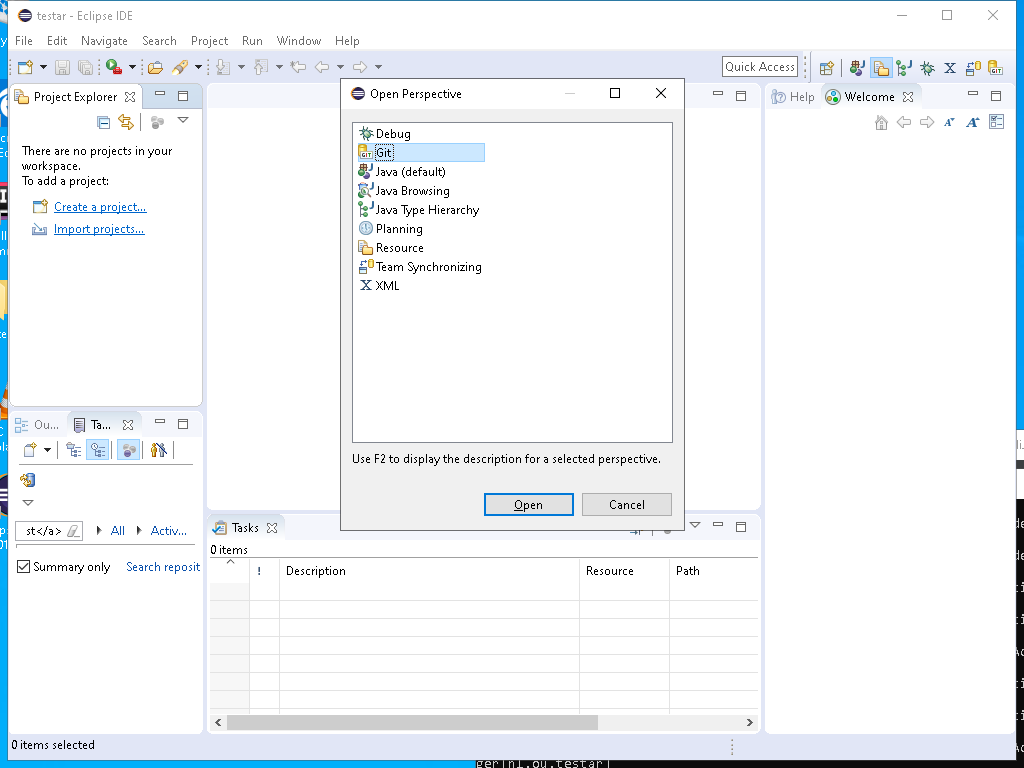 testar - Eclipse IDE
File Edit Navigate Search Project Run Window Help
Quick Access
Project Explorer
There are no projects in your
workspace.
To add a project:
Create a project...
Import projects...
Open Perspective
Debug
Git
Java (default)
Java Browsing
Java Type Hierarchy
Planning
Resource
Team Synchronizing
XML
Use F2 to display the description for a selected perspective.
Open Cancel
Help Welcome
Ou... Ta...
st</a> All Activ...
Summary only Search reposit
Tasks
0 items
! Description Resource Path
0 items selected
ger[nl.ou.testar]